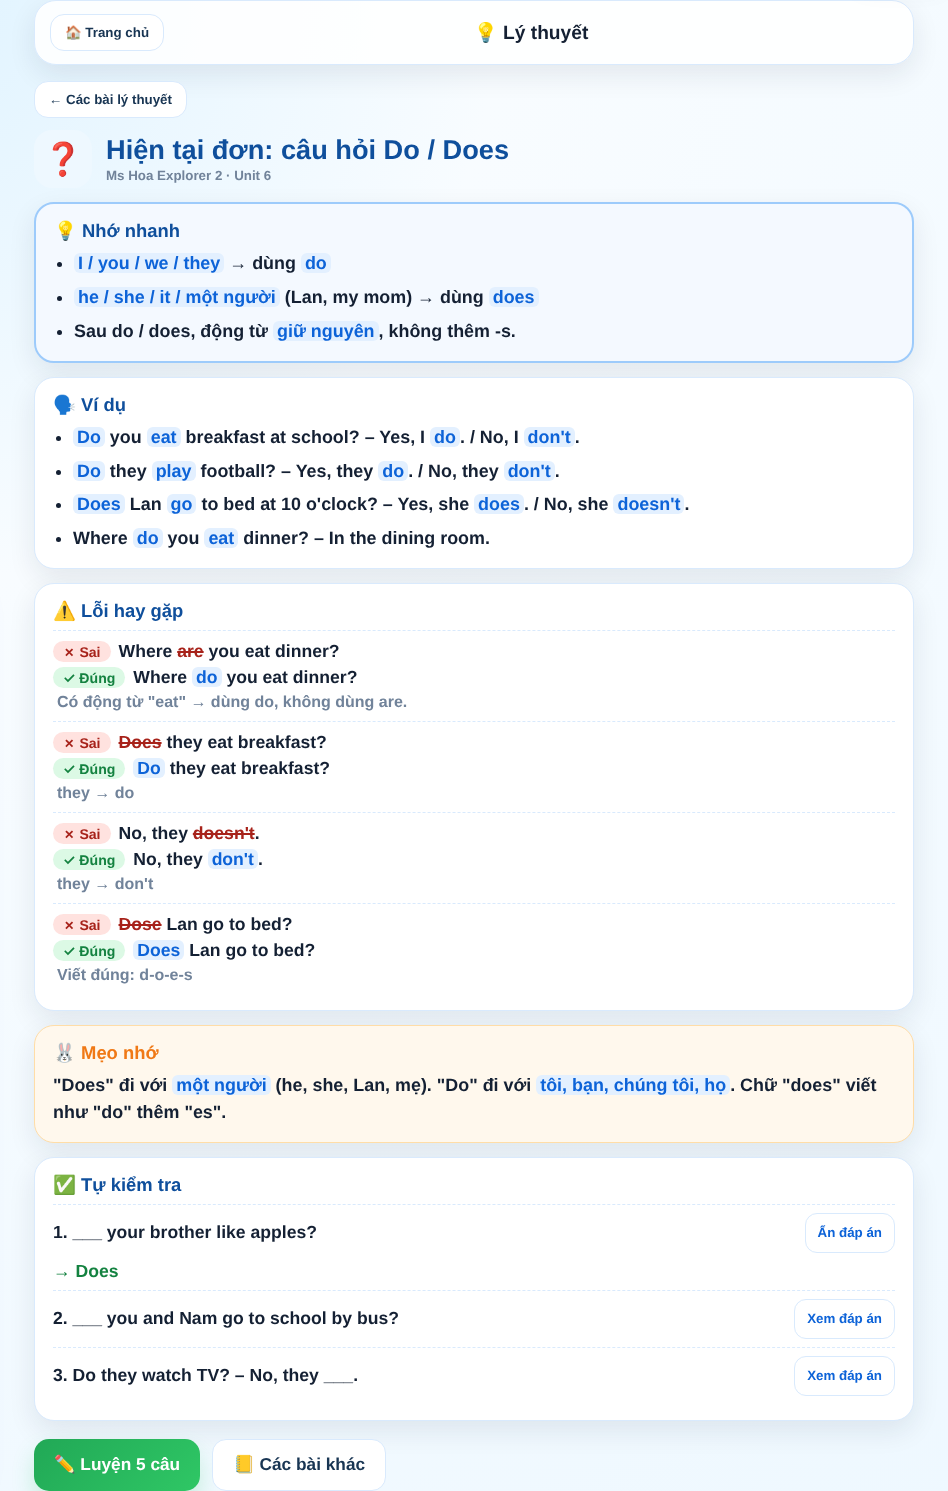 🏠 Trang chủ
💡 Lý thuyết
← Các bài lý thuyết
❓ Hiện tại đơn: câu hỏi Do / Does
Ms Hoa Explorer 2 · Unit 6
💡 Nhớ nhanh
• I / you / we / they → dùng do
• he / she / it / một người (Lan, my mom) → dùng does
• Sau do / does, động từ giữ nguyên, không thêm -s.
🗣️ Ví dụ
• Do you eat breakfast at school? – Yes, I do. / No, I don't.
• Do they play football? – Yes, they do. / No, they don't.
• Does Lan go to bed at 10 o'clock? – Yes, she does. / No, she doesn't.
• Where do you eat dinner? – In the dining room.
⚠️ Lỗi hay gặp
✕ Sai Where are you eat dinner?
✓ Đúng Where do you eat dinner?
Có động từ "eat" → dùng do, không dùng are.
✕ Sai Does they eat breakfast?
✓ Đúng Do they eat breakfast?
they → do
✕ Sai No, they doesn't.
✓ Đúng No, they don't.
they → don't
✕ Sai Dose Lan go to bed?
✓ Đúng Does Lan go to bed?
Viết đúng: d-o-e-s
🐰 Mẹo nhớ
"Does" đi với một người (he, she, Lan, mẹ). "Do" đi với tôi, bạn, chúng tôi, họ. Chữ "does" viết
như "do" thêm "es".
✅ Tự kiểm tra
1. ___ your brother like apples? Ẩn đáp án
→ Does
2. ___ you and Nam go to school by bus? Xem đáp án
3. Do they watch TV? – No, they ___. Xem đáp án
✏️ Luyện 5 câu
📒 Các bài khác